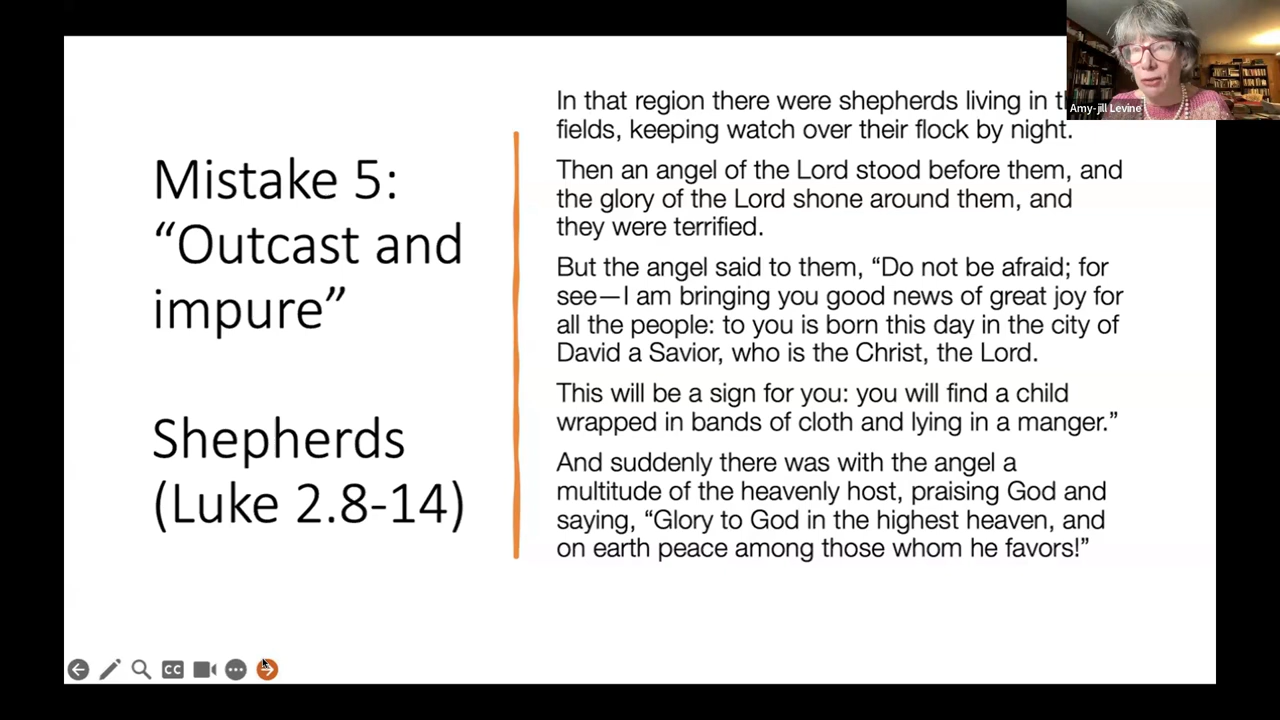 Mistake 5:
“Outcast and
impure”
Shepherds
(Luke 2.8-14)
In that region there were shepherds living in
fields, keeping watch over their flock by night.
Then an angel of the Lord stood before them, and
the glory of the Lord shone around them, and
they were terrified.
But the angel said to them, “Do not be afraid; for
see—I am bringing you good news of great joy for
all the people: to you is born this day in the city of
David a Savior, who is the Christ, the Lord.
This will be a sign for you: you will find a child
wrapped in bands of cloth and lying in a manger.”
And suddenly there was with the angel a
multitude of the heavenly host, praising God and
saying, “Glory to God in the highest heaven, and
on earth peace among those whom he favors!”
Amy-jill Levine
CC